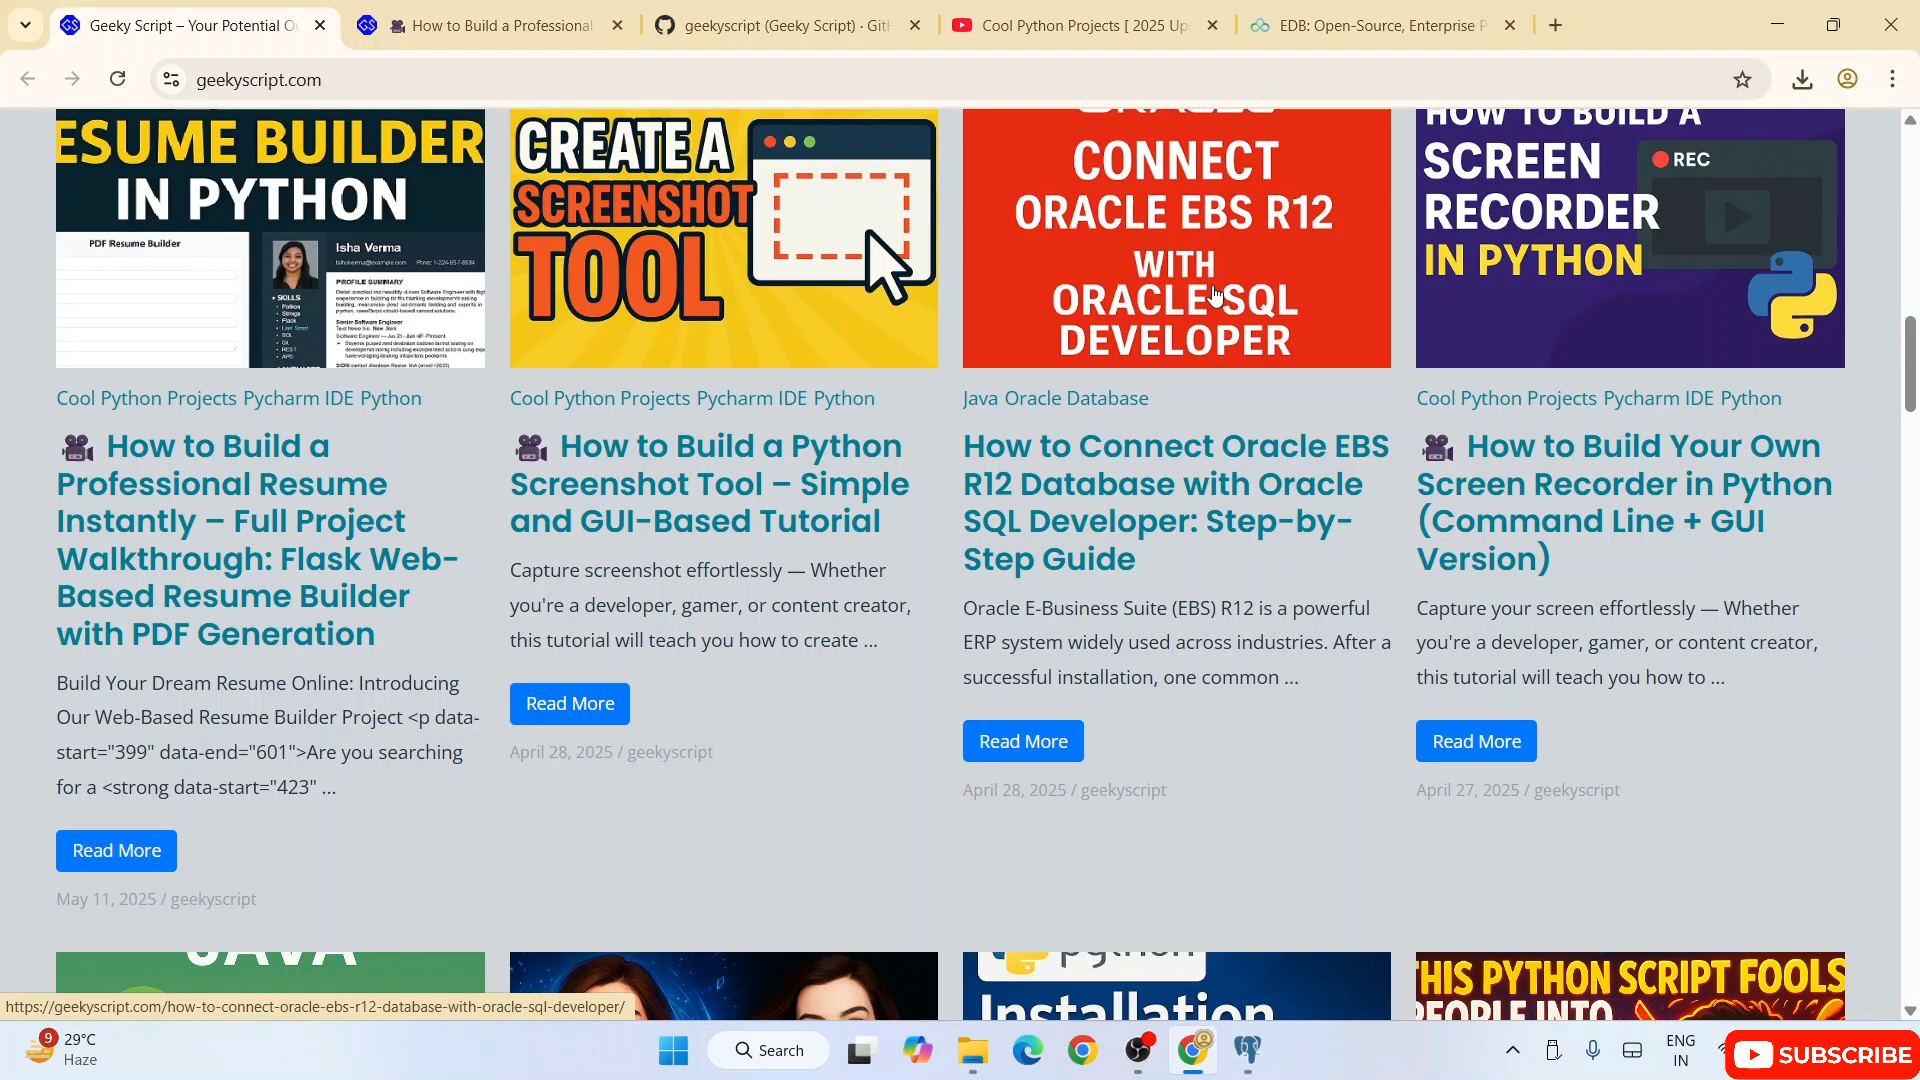 Geeky Script – Your Potential O
How to Build a Professional
geekyscript (Geeky Script) · Git
Cool Python Projects [ 2025 Up
EDB: Open-Source, Enterprise P
geekyscript.com
ESUME BUILDER
IN PYTHON
PDF Resume Builder
Isha Verma
PROFILE SUMMARY
• SKILLS
CREATE A
SCREENSHOT
TOOL
CONNECT
ORACLE EBS R12
WITH
ORACLE SQL
DEVELOPER
HOW TO BUILD A
SCREEN
RECORDER
IN PYTHON
REC
Cool Python Projects Pycharm IDE Python
How to Build a
Professional Resume
Instantly – Full Project
Walkthrough: Flask Web-
Based Resume Builder
with PDF Generation
Build Your Dream Resume Online: Introducing
Our Web-Based Resume Builder Project <p data-
start="399" data-end="601">Are you searching
for a <strong data-start="423" ...
Read More
May 11, 2025 / geekyscript
Cool Python Projects Pycharm IDE Python
How to Build a Python
Screenshot Tool – Simple
and GUI-Based Tutorial
Capture screenshot effortlessly — Whether
you're a developer, gamer, or content creator,
this tutorial will teach you how to create ...
Read More
April 28, 2025 / geekyscript
Java Oracle Database
How to Connect Oracle EBS
R12 Database with Oracle
SQL Developer: Step-by-
Step Guide
Oracle E-Business Suite (EBS) R12 is a powerful
ERP system widely used across industries. After a
successful installation, one common ...
Read More
April 28, 2025 / geekyscript
Cool Python Projects Pycharm IDE Python
How to Build Your Own
Screen Recorder in Python
(Command Line + GUI
Version)
Capture your screen effortlessly — Whether
you're a developer, gamer, or content creator,
this tutorial will teach you how to ...
Read More
April 27, 2025 / geekyscript
JAVA
python
Installation
THIS PYTHON SCRIPT FOOLS
PEOPLE INTO
https://geekyscript.com/how-to-connect-oracle-ebs-r12-database-with-oracle-sql-developer/
9
29°C
Haze
Search
ENG
IN
SUBSCRIBE